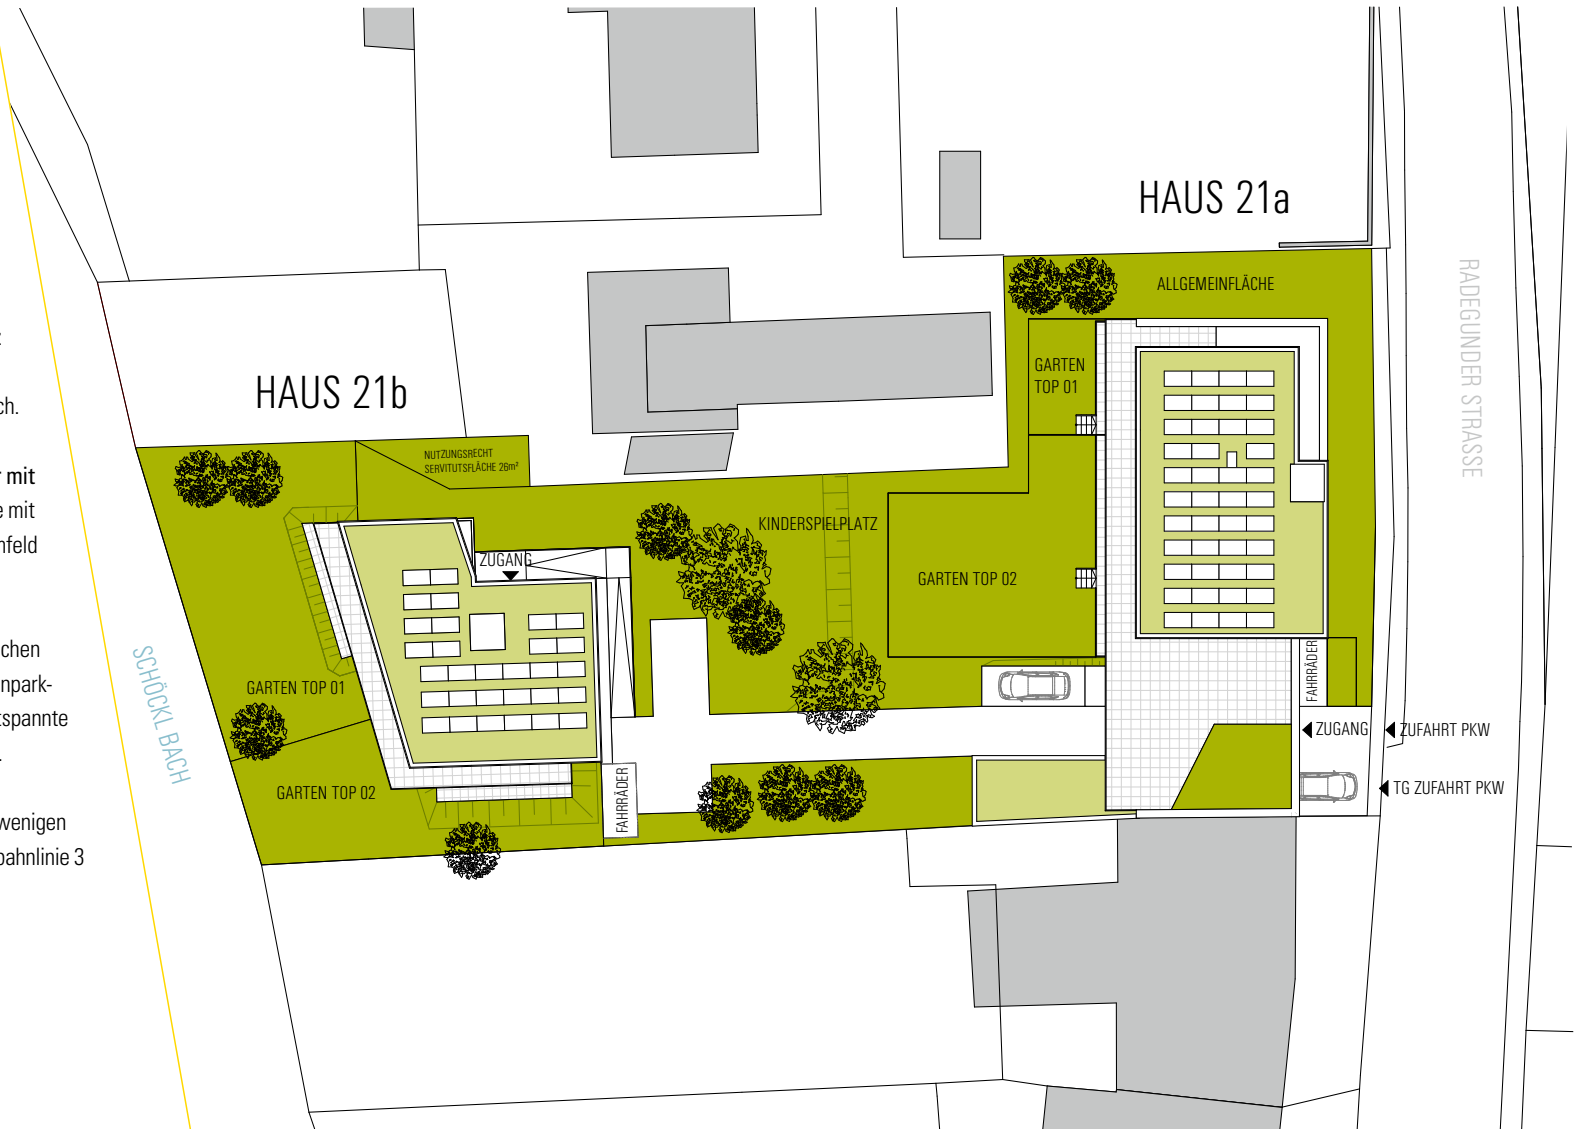 ch.
r mit
e mit
nfeld
chen
npark-
tspannte
wenigen
bahnlinie 3
HAUS 21a
HAUS 21b
ALLGEMEINFLÄCHE
RADEGUNDER STRASSE
GARTEN
TOP 01
NUTZUNGSRECHT
SERVITUTSFLÄCHE 26m²
KINDERSPIELPLATZ
ZUGANG
GARTEN TOP 02
SCHÖCKL BACH
GARTEN TOP 01
GARTEN TOP 02
FAHRRÄDER
FAHRRÄDER
ZUGANG
ZUFAHRT PKW
TG ZUFAHRT PKW